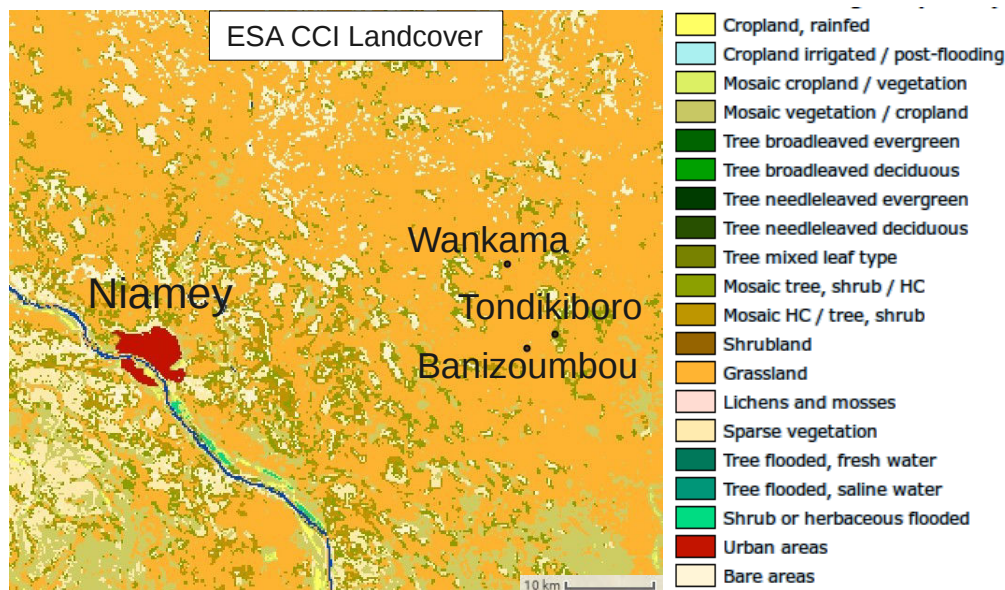 ESA CCI Landcover
Wankama
Niamey
Tondikiboro
Banizoumbou
10 km
Cropland, rainfed
Cropland irrigated / post-flooding
Mosaic cropland / vegetation
Mosaic vegetation / cropland
Tree broadleaved evergreen
Tree broadleaved deciduous
Tree needleleaved evergreen
Tree needleleaved deciduous
Tree mixed leaf type
Mosaic tree, shrub / HC
Mosaic HC / tree, shrub
Shrubland
Grassland
Lichens and mosses
Sparse vegetation
Tree flooded, fresh water
Tree flooded, saline water
Shrub or herbaceous flooded
Urban areas
Bare areas